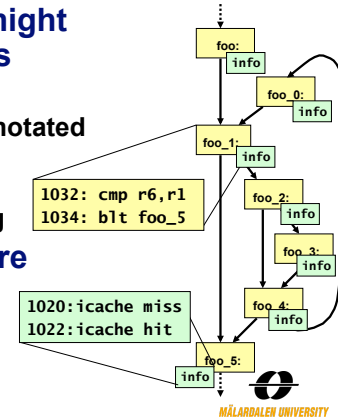 night
s
foo:
info
foo_0:
notated
info
foo_1:
info
1032: cmp r6,r1
1034: blt foo_5
foo_2:
info
g
re
foo_3:
info
foo_4:
info
1020:icache miss
1022:icache hit
foo_5:
info
MÄLARDALEN UNIVERSITY